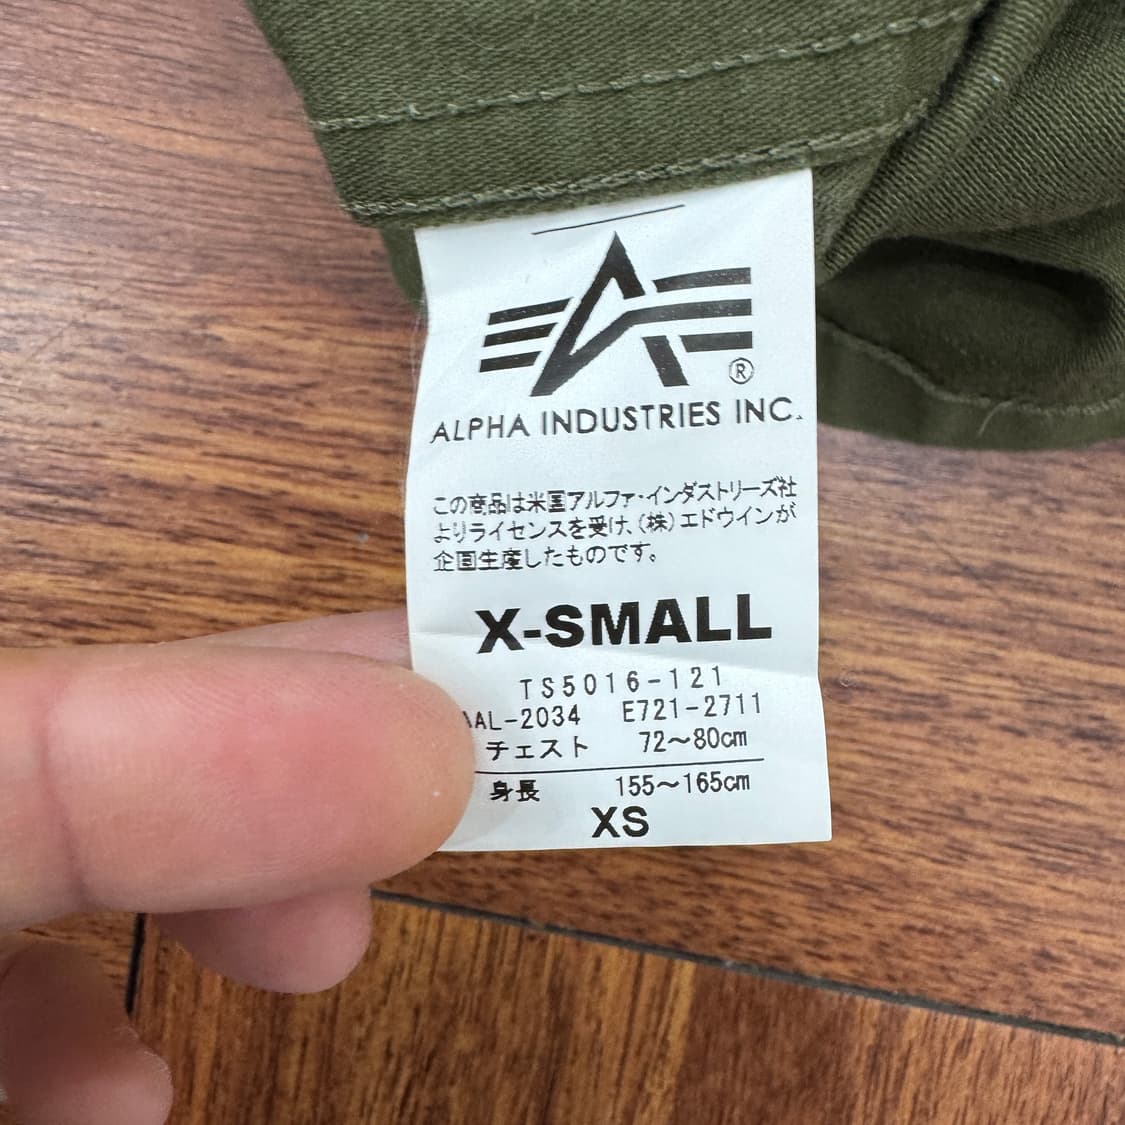 ®
ALPHA INDUSTRIES INC.
この商品は米国アルファ・インダストリーズ社
よりライセンスを受け、(株)エドウインが
企画生産したものです。
X-SMALL
TS5016-121
AL-2034 E721-2711
チェスト 72～80cm
身長 155～165cm
XS